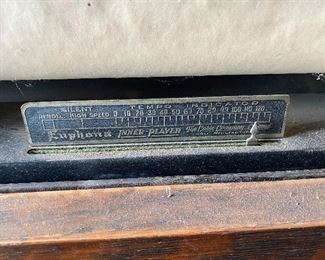 SILENT TEMPO INDICATOR
REROLL HIGH SPEED 0 10 20 30 40 50 60 70 80 90 100 110 120
Euphona INNER-PLAYER The Cable Company